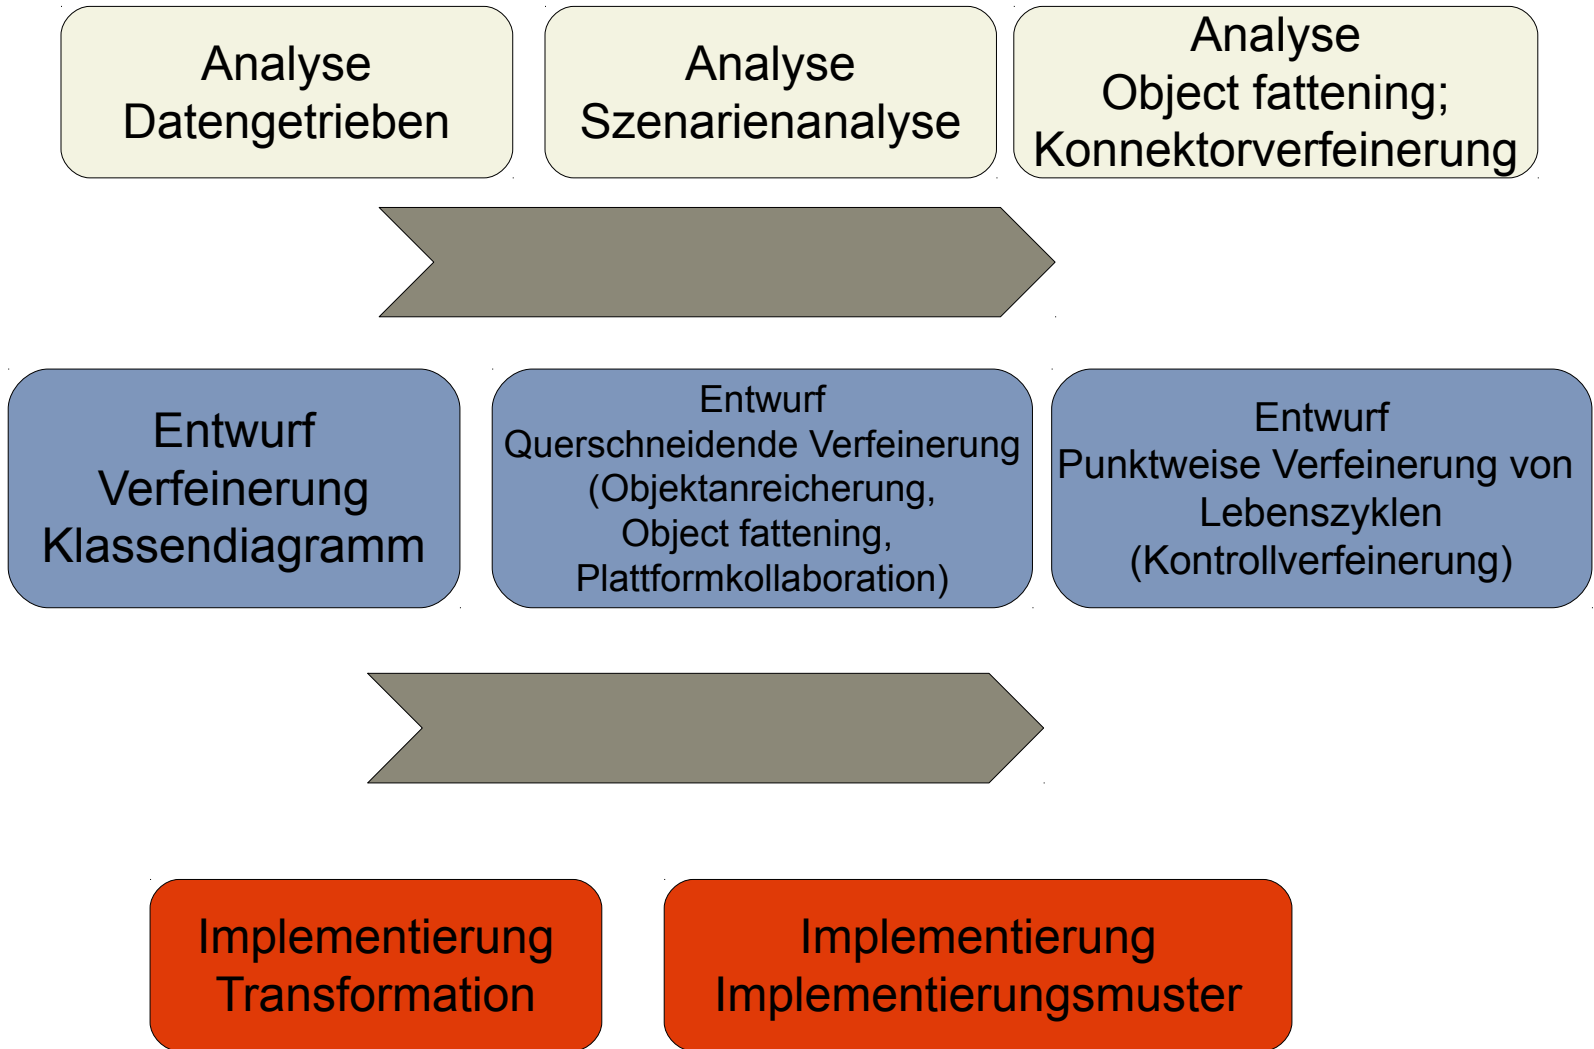 Analyse
Datengetrieben
Analyse
Szenarienanalyse
Analyse
Object fattening;
Konnektorverfeinerung
Entwurf
Verfeinerung
Klassendiagramm
Entwurf
Querschneidende Verfeinerung
(Objektanreicherung,
Object fattening,
Plattformkollaboration)
Entwurf
Punktweise Verfeinerung von
Lebenszyklen
(Kontrollverfeinerung)
Implementierung
Transformation
Implementierung
Implementierungsmuster